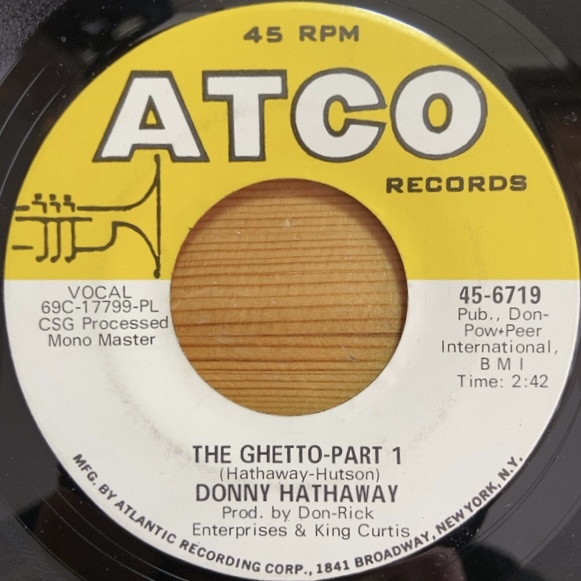 45 RPM
ATCO
RECORDS
VOCAL
69C-17799-PL
CSG Processed
Mono Master
45-6719
Pub., Don-
Pow+Peer
International,
BMI
Time: 2:42
THE GHETTO-PART 1
(Hathaway-Hutson)
DONNY HATHAWAY
Prod. by Don-Rick
Enterprises & King Curtis
MFG. BY ATLANTIC RECORDING CORP., 1841 BROADWAY, NEW YORK, N.Y.